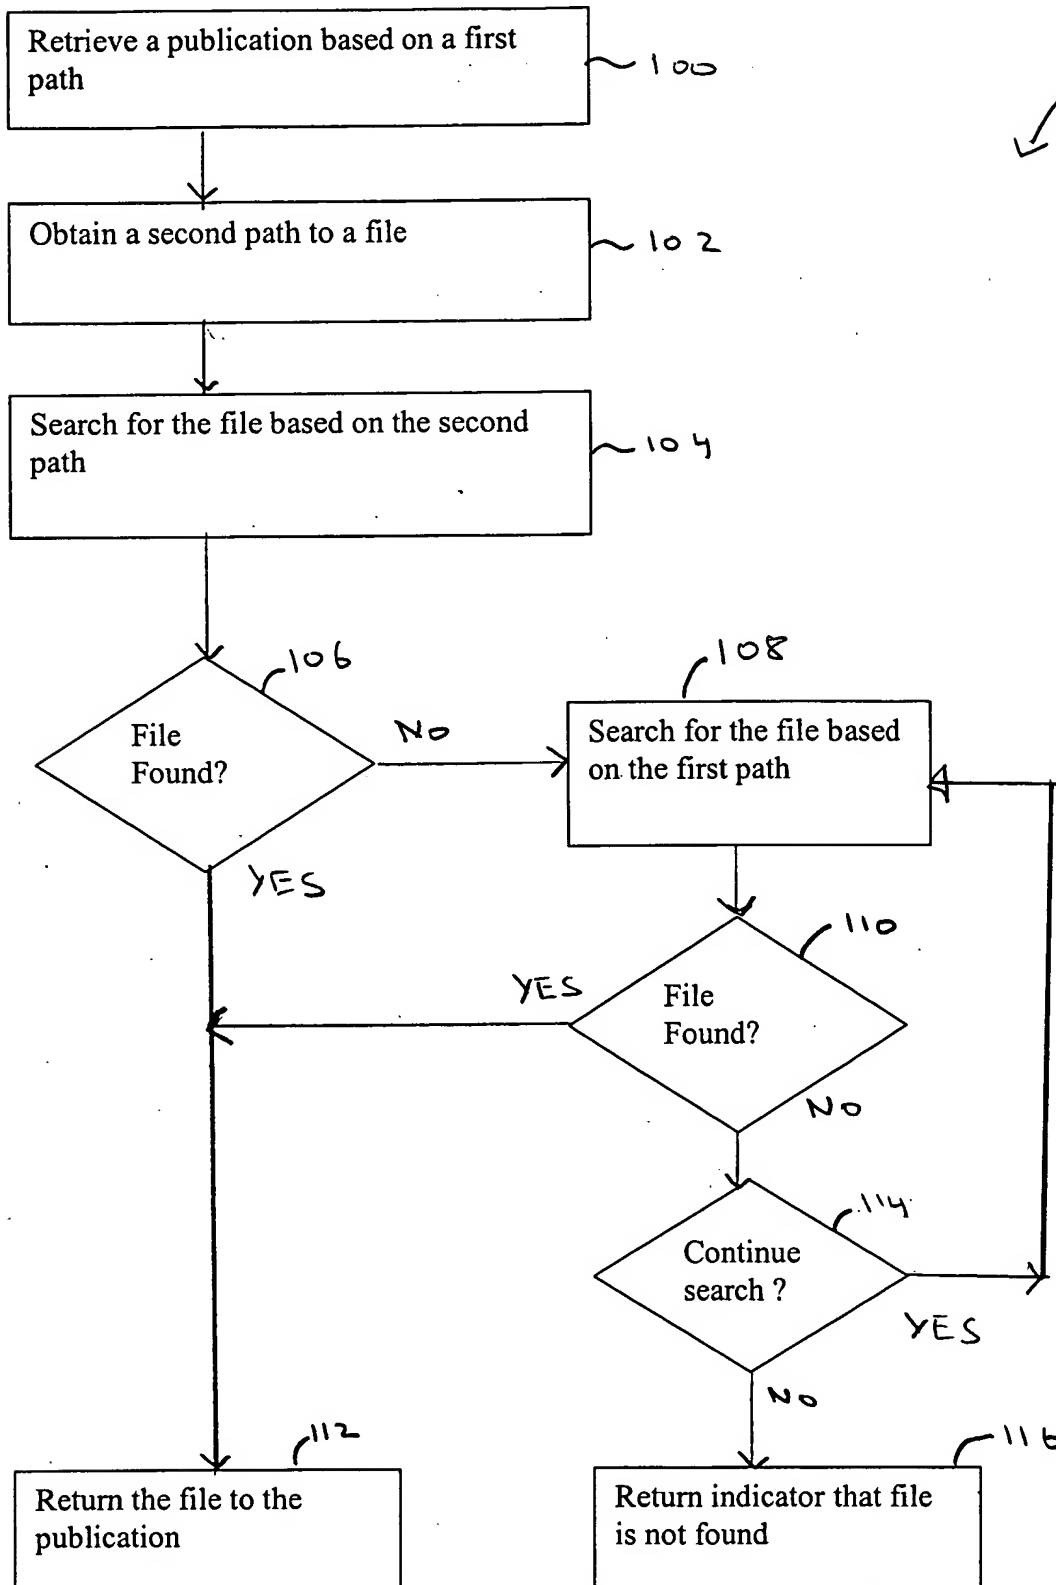 Retrieve a publication based on a first
path
100
Obtain a second path to a file
102
Search for the file based on the second
path
104
106
File
Found?
NO
YES
108
Search for the file based
on the first path
110
YES
File
Found?
NO
114
Continue
search ?
YES
NO
112
Return the file to the
publication
116
Return indicator that file
is not found